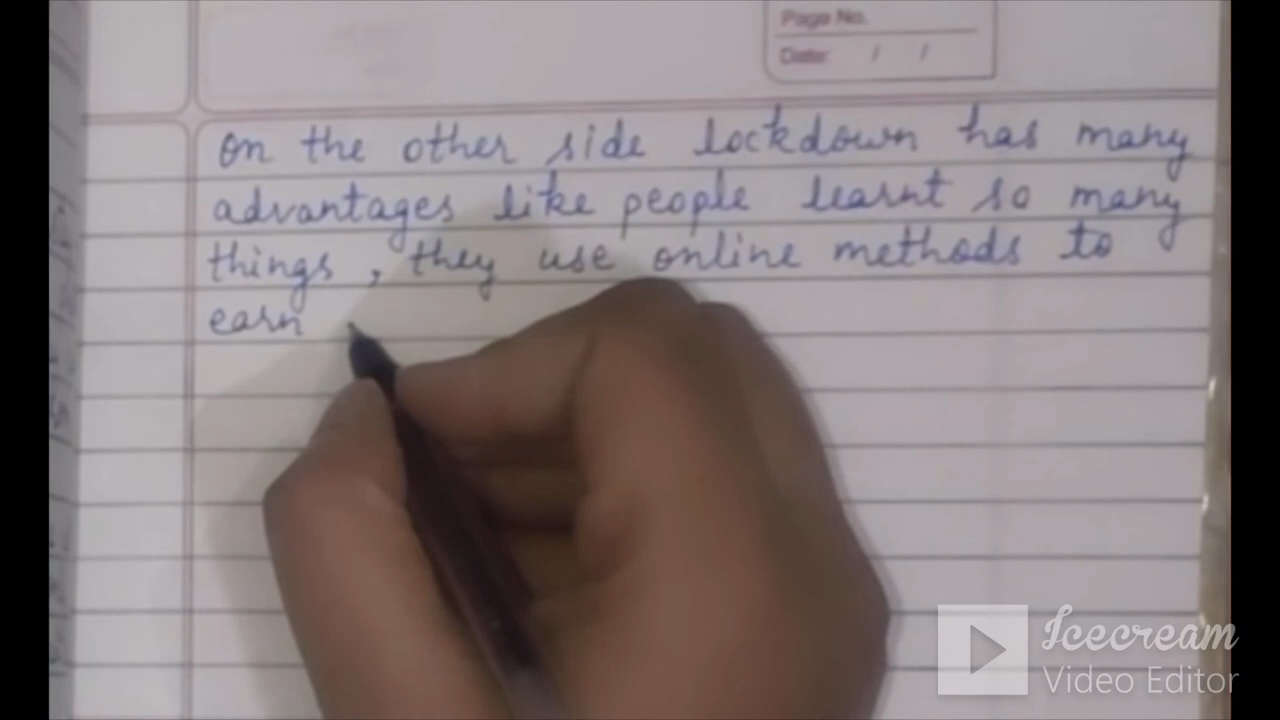 Page No.
Date: / /
on the other side lockdown has many
advantages like people learnt so many
things, they use online methods to
earn
Icecream
Video Editor